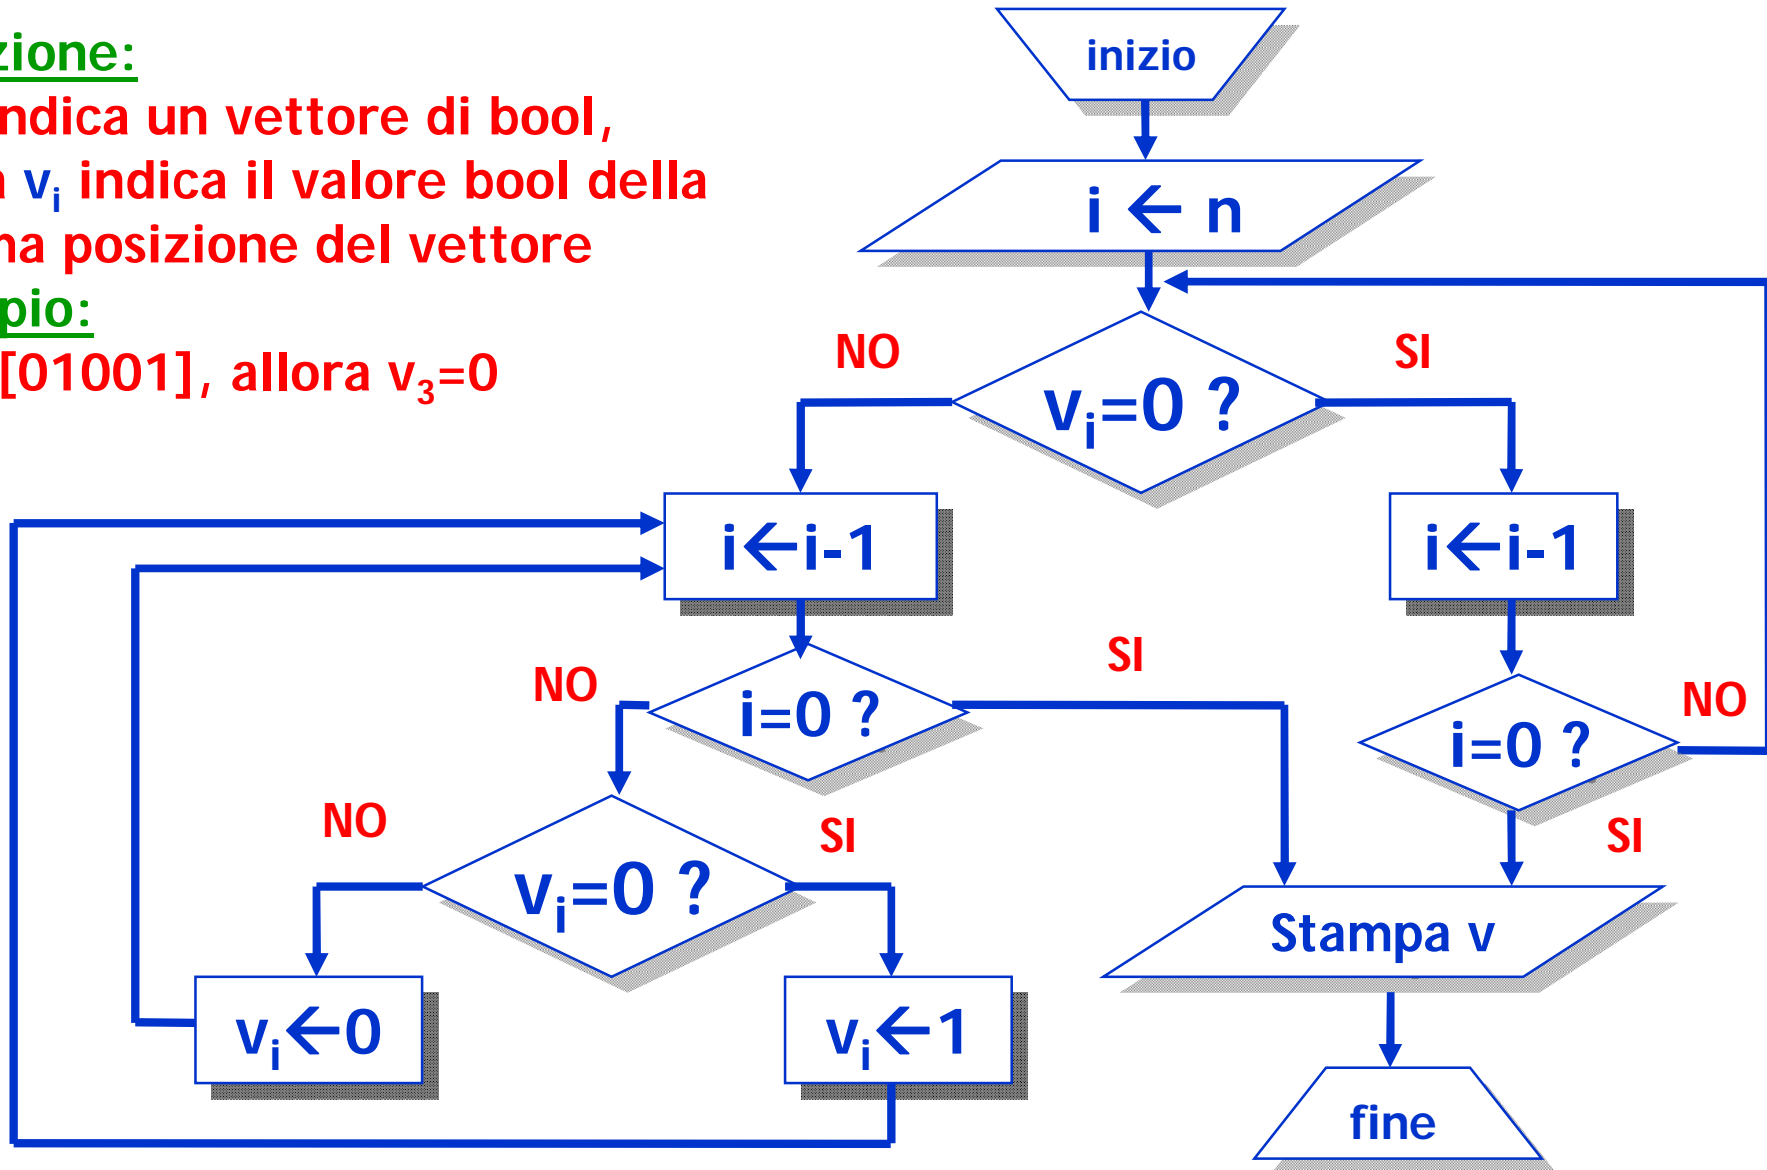 zione:
ndica un vettore di bool,
a vᵢ indica il valore bool della
na posizione del vettore
pio:
[01001], allora v₃=0
inizio
i ← n
NO
SI
vᵢ=0 ?
i←i-1
i←i-1
NO
SI
i=0 ?
NO
i=0 ?
NO
SI
SI
vᵢ=0 ?
Stampa v
vᵢ←0
vᵢ←1
fine